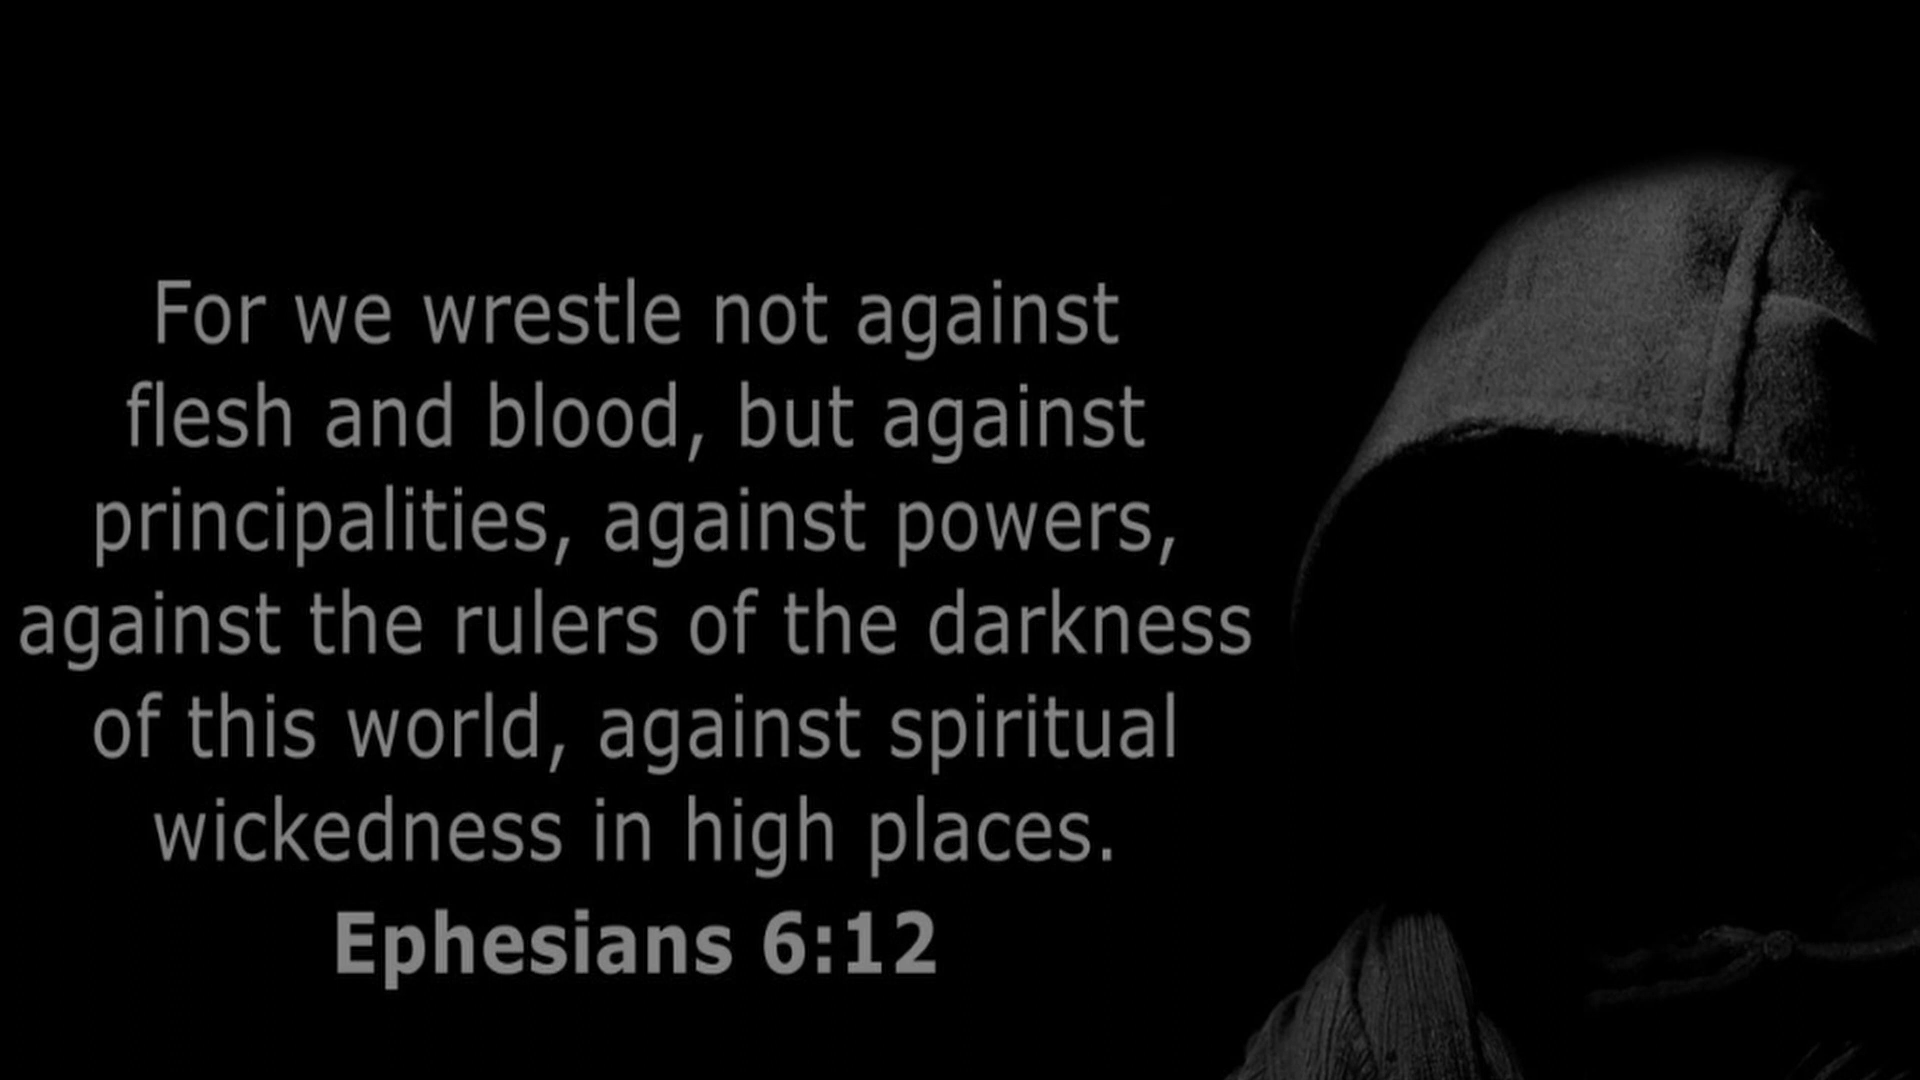 For we wrestle not against
flesh and blood, but against
principalities, against powers,
against the rulers of the darkness
of this world, against spiritual
wickedness in high places.
Ephesians 6:12